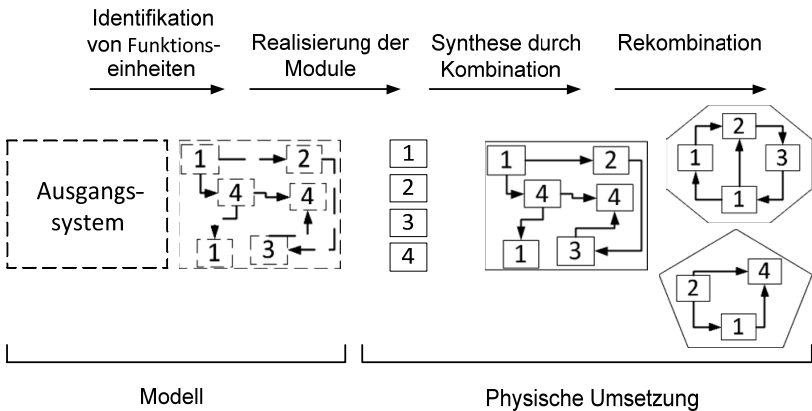 Identifikation
von Funktions-
einheiten
Realisierung der
Module
Synthese durch
Kombination
Rekombination
Ausgangs-
system
1
2
4
4
1
3
1
2
3
4
1
2
4
4
1
3
2
1
3
1
4
2
1
Modell
Physische Umsetzung